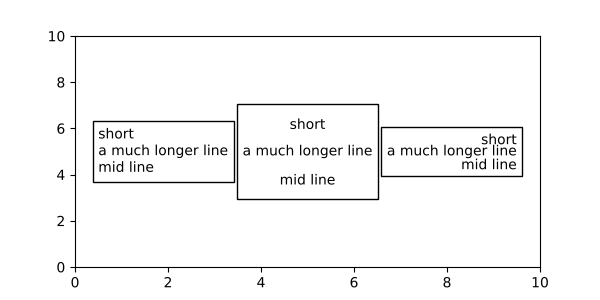 10
8
6
4
2
0
short
a much longer line
mid line
short
a much longer line
mid line
short
a much longer line
mid line
0 2 4 6 8 10